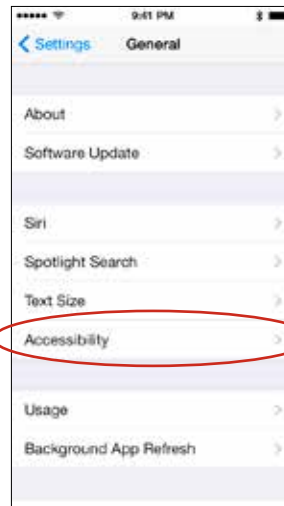 9:41 PM
Settings General
About
Software Update
Siri
Spotlight Search
Text Size
Accessibility
Usage
Background App Refresh